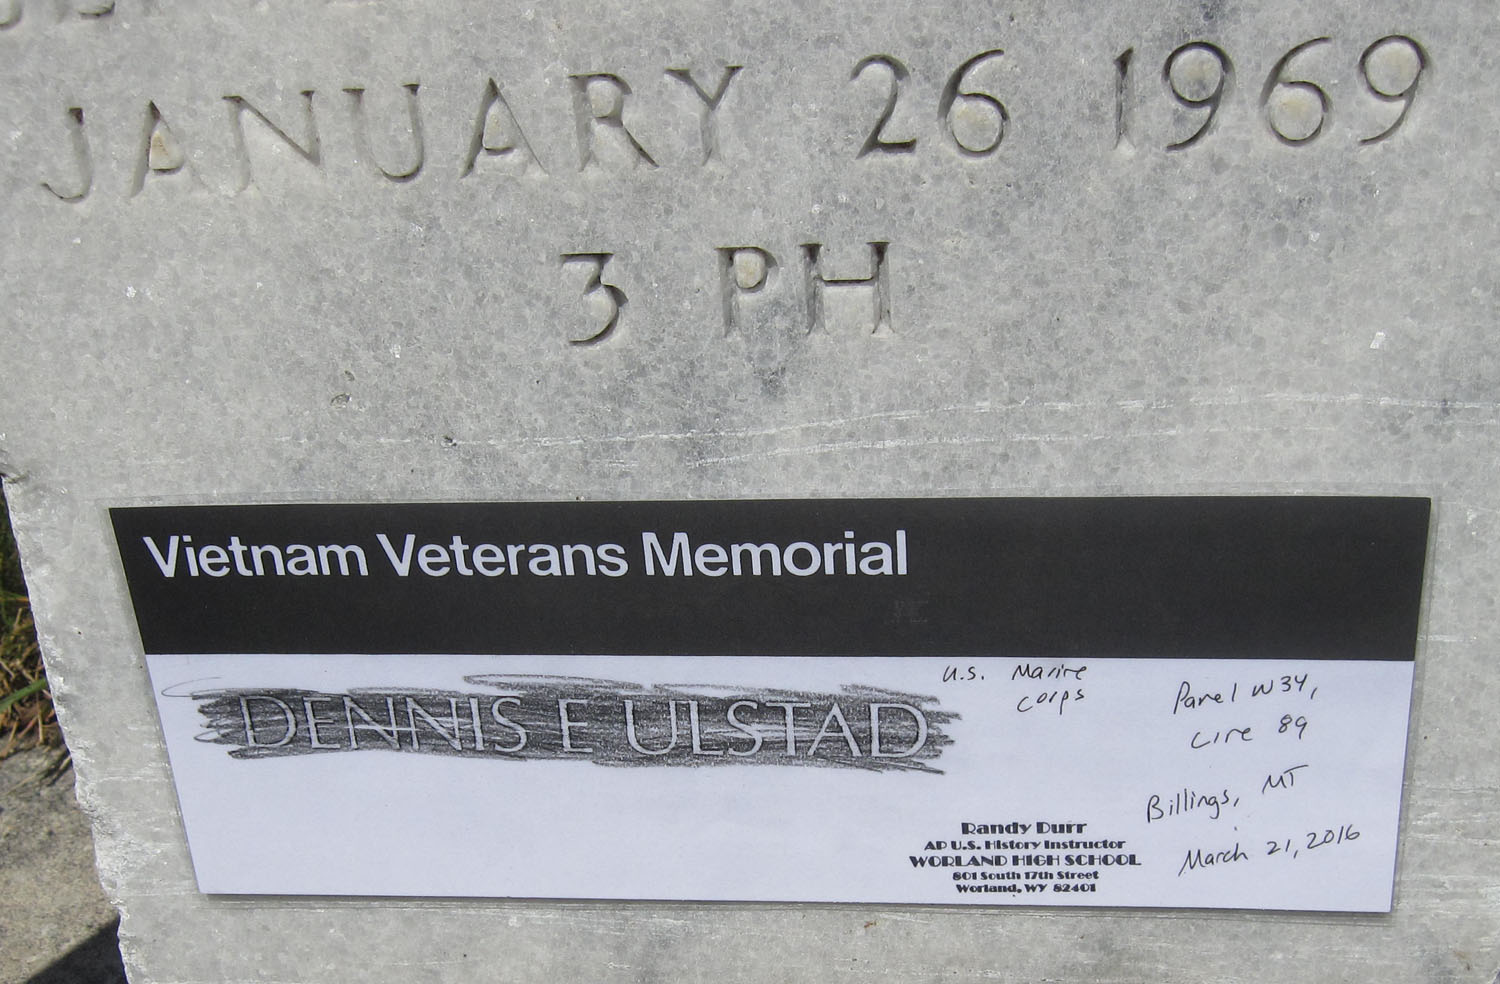 JANUARY 26 1969
3 PH
Vietnam Veterans Memorial
DENNIS E ULSTAD
U.S. Marine
Corps
Panel W34,
Line 89
Billings, MT
March 21, 2016
Randy Durr
AP U.S. History Instructor
WORLAND HIGH SCHOOL
801 South 17th Street
Worland, WY 82401